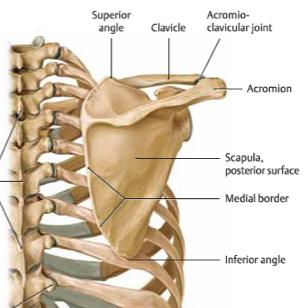 Superior
angle
Clavicle
Acromio-
clavicular joint
Acromion
Scapula,
posterior surface
Medial border
Inferior angle